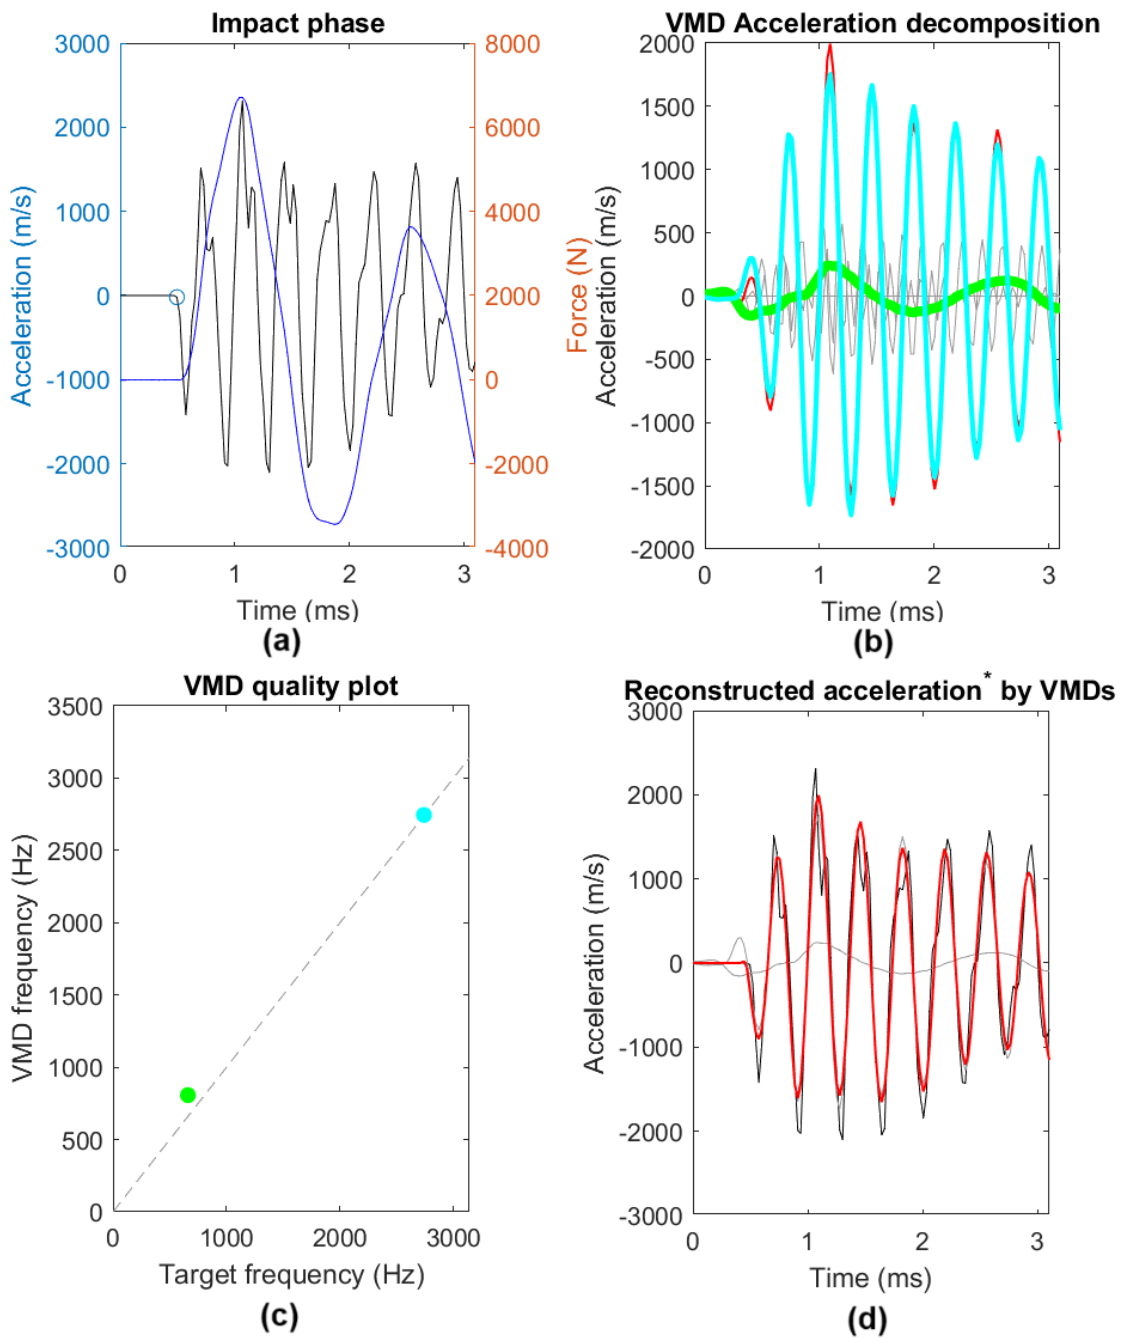 Impact phase
3000
2000
1000
0
-1000
-2000
-3000
Acceleration (m/s)
8000
6000
4000
2000
0
-2000
-4000
Force (N)
0 1 2 3
Time (ms)
(a)
VMD Acceleration decomposition
2000
1500
1000
500
0
-500
-1000
-1500
-2000
Acceleration (m/s)
0 1 2 3
Time (ms)
(b)
VMD quality plot
3500
3000
2500
2000
1500
1000
500
0
VMD frequency (Hz)
0 1000 2000 3000
Target frequency (Hz)
(c)
Reconstructed acceleration* by VMDs
3000
2000
1000
0
-1000
-2000
-3000
Acceleration (m/s)
0 1 2 3
Time (ms)
(d)